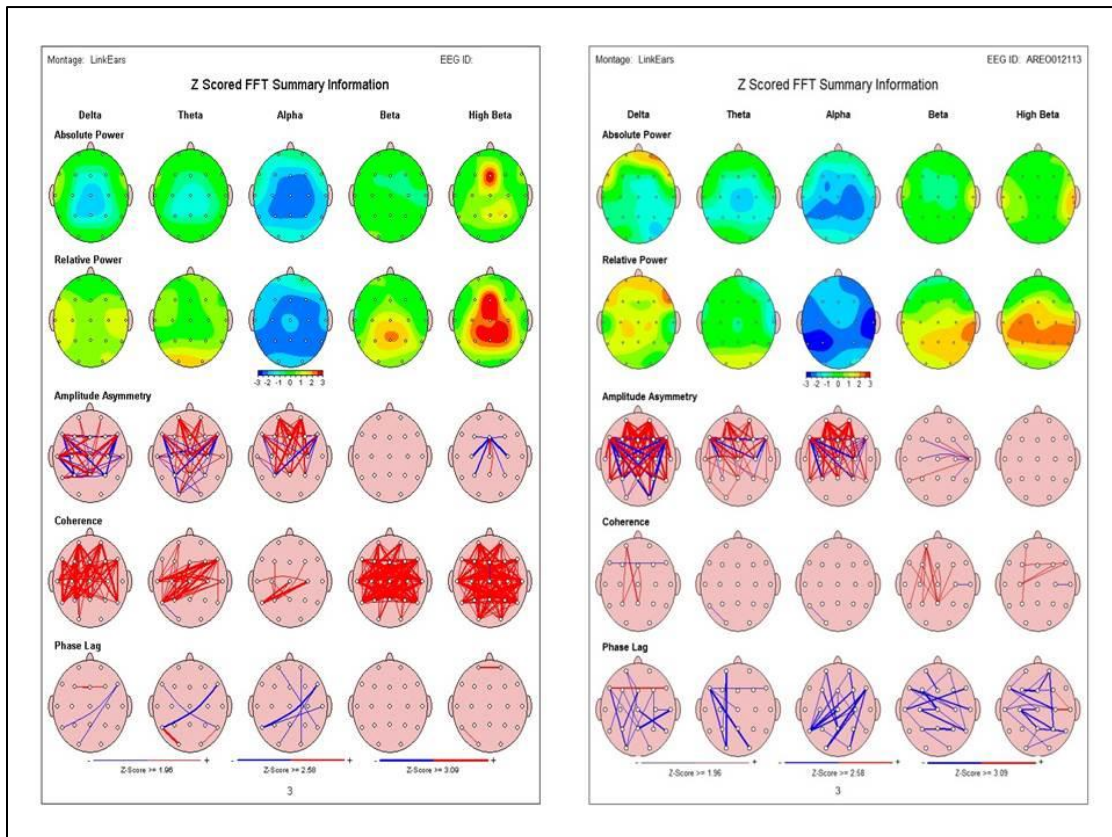 Montage: LinkEars EEG ID:
Z Scored FFT Summary Information
Delta Theta Alpha Beta High Beta
Absolute Power
Relative Power
-3 -2 -1 0 1 2 3
Amplitude Asymmetry
Coherence
Phase Lag
- + - + - +
Z-Score >= 1.96 Z-Score >= 2.58 Z-Score >= 3.09
3
Montage: LinkEars EEG ID: AREO012113
Z Scored FFT Summary Information
Delta Theta Alpha Beta High Beta
Absolute Power
Relative Power
-3 -2 -1 0 1 2 3
Amplitude Asymmetry
Coherence
Phase Lag
- + - + - +
Z-Score >= 1.96 Z-Score >= 2.58 Z-Score >= 3.09
3